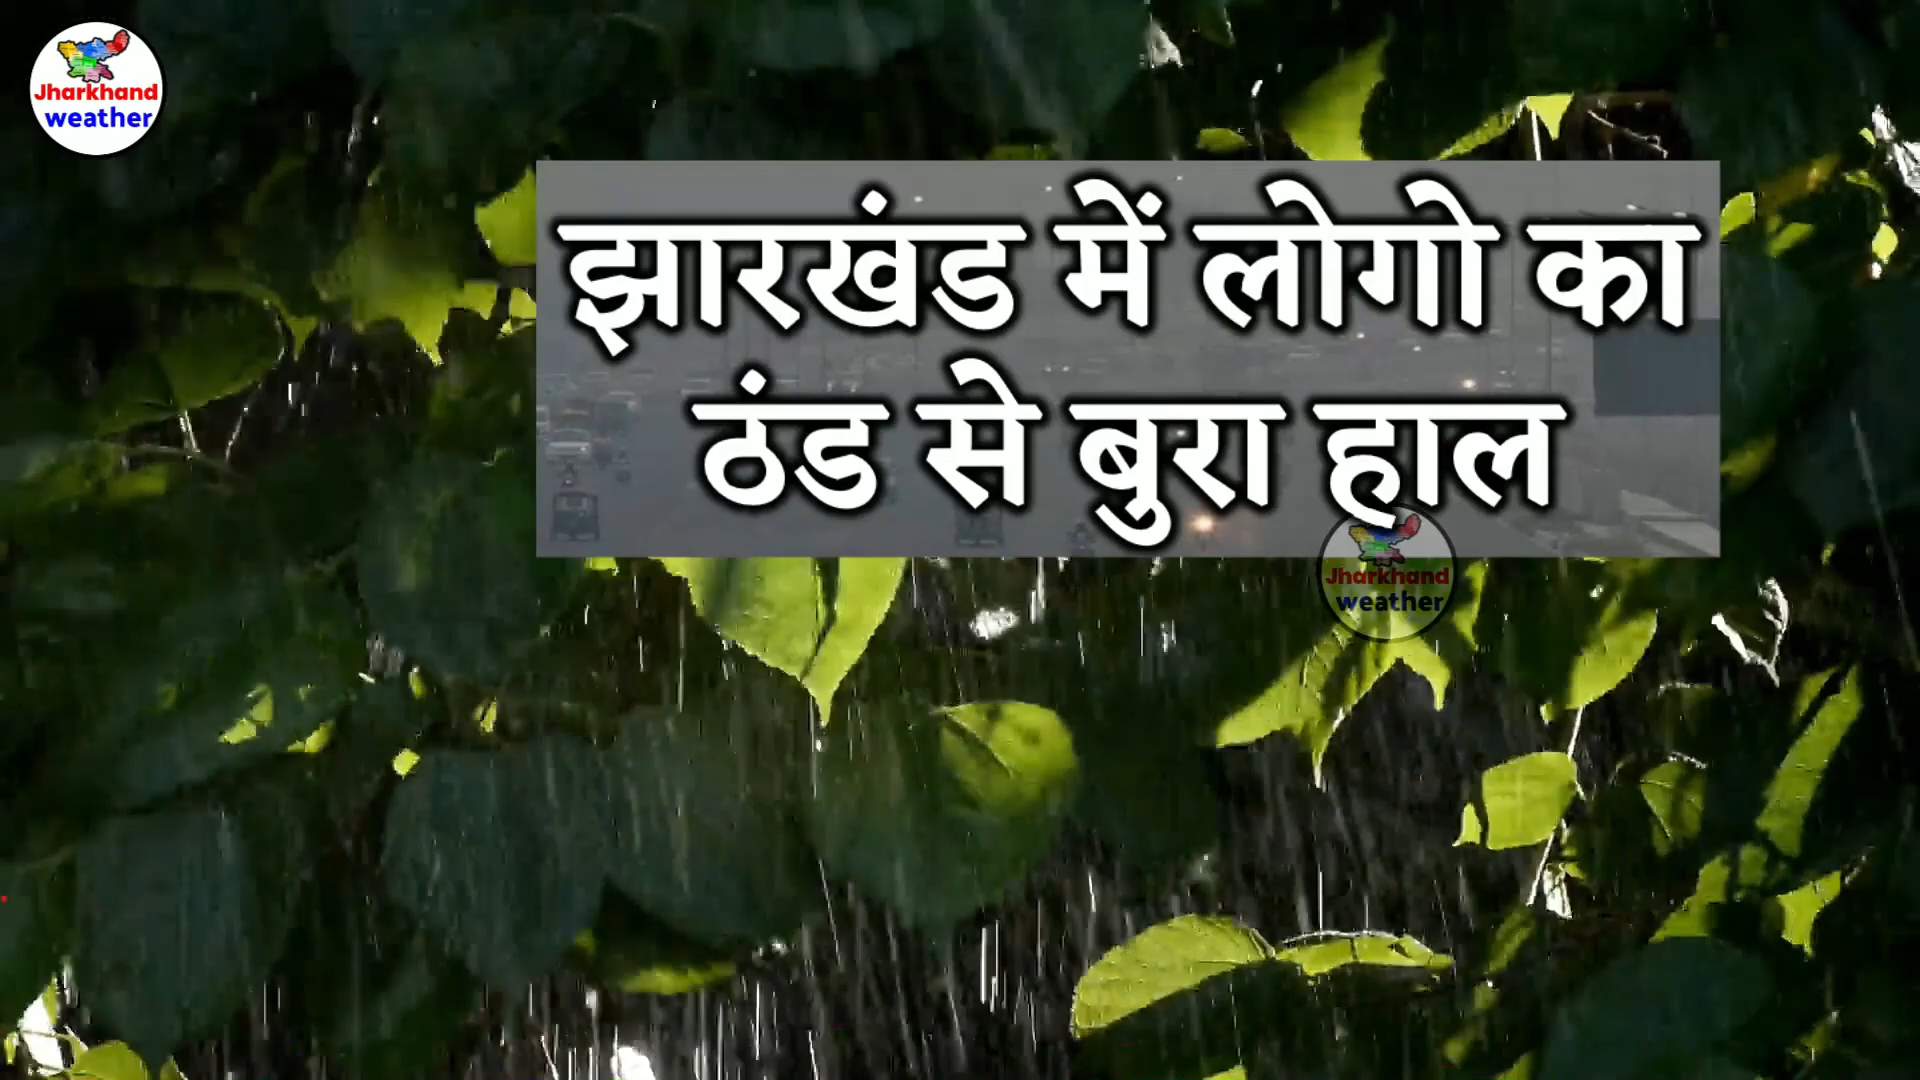 Jharkhand
weather
झारखंड में लोगो का
ठंड से बुरा हाल
Jharkhand
weather